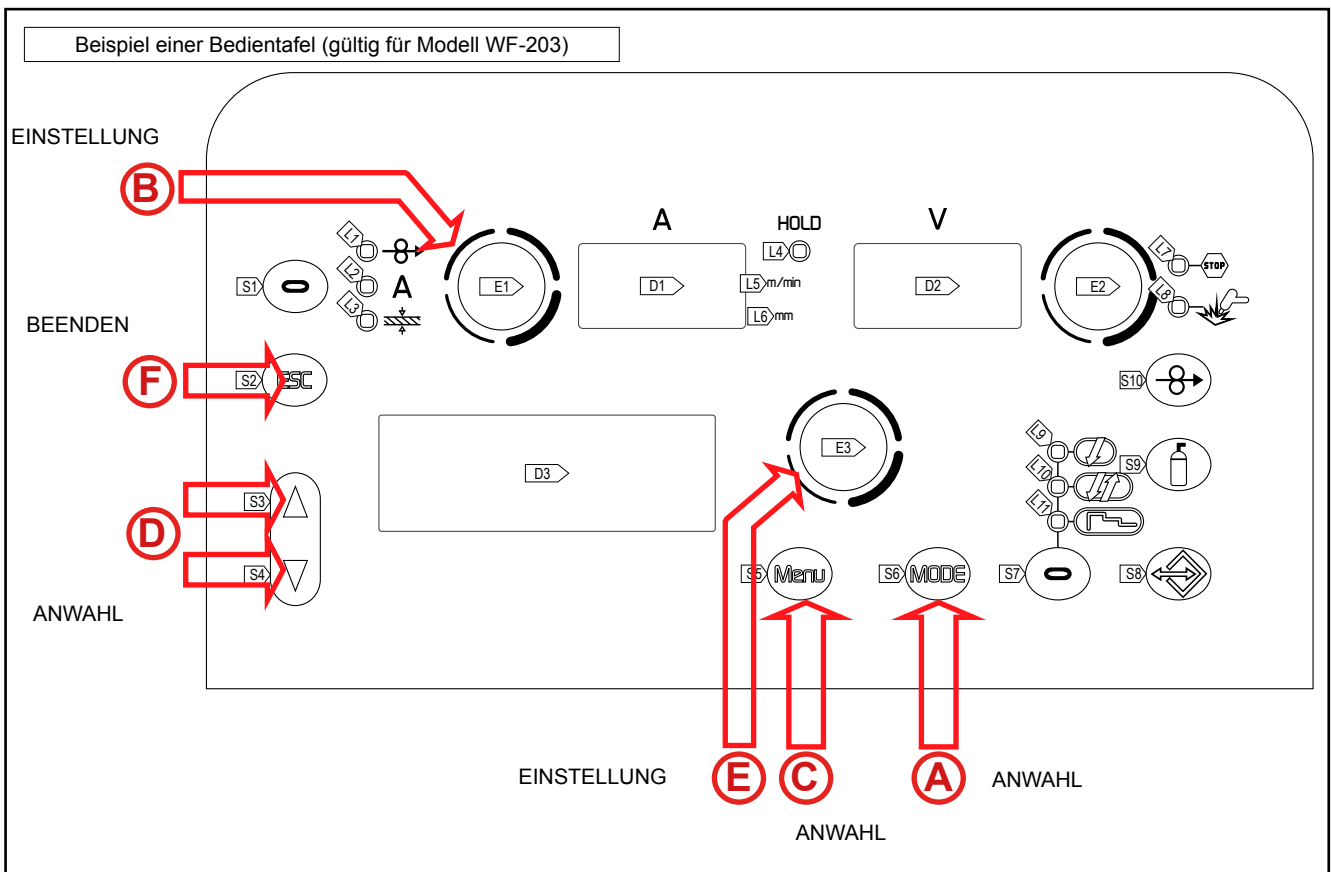 Beispiel einer Bedientafel (gültig für Modell WF-203)
EINSTELLUNG
B
A
HOLD
V
L1
L2
L3
A
L4
L5 m/min
L6 mm
L7
STOP
L8
S1
E1
D1
D2
E2
BEENDEN
F
S2
ESC
S10
D3
E3
L9
L10
L11
S9
D
S3
S4
S5
Menu
S6
MODE
S7
S8
ANWAHL
EINSTELLUNG
E
C
A
ANWAHL
ANWAHL